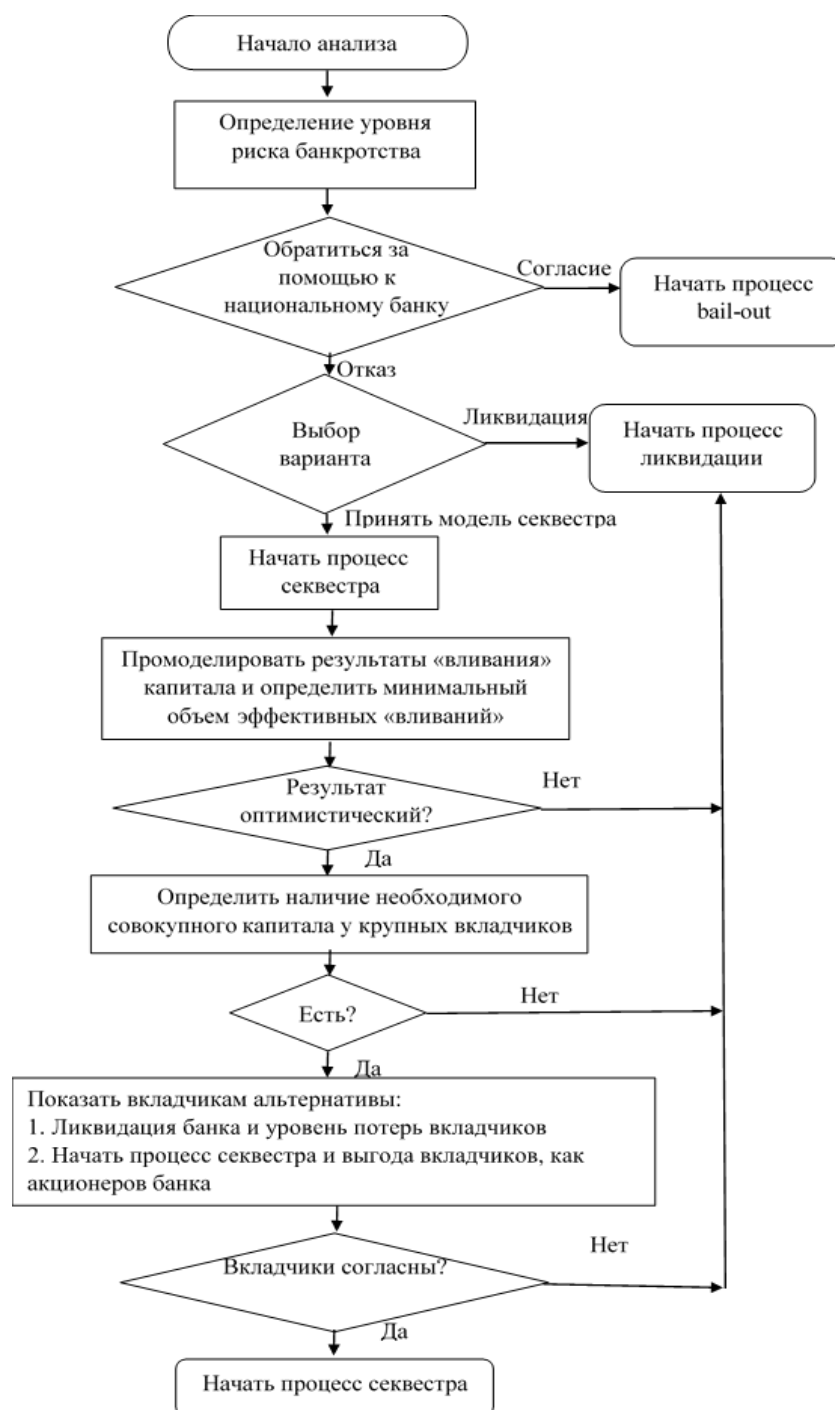 Начало анализа
Определение уровня
риска банкротства
Обратиться за
помощью к
национальному банку
Согласие
Начать процесс
bail-out
Отказ
Выбор
варианта
Ликвидация
Начать процесс
ликвидации
Принять модель секвестра
Начать процесс
секвестра
Промоделировать результаты «вливания»
капитала и определить минимальный
объем эффективных «вливаний»
Результат
оптимистический?
Нет
Да
Определить наличие необходимого
совокупного капитала у крупных вкладчиков
Есть?
Нет
Да
Показать вкладчикам альтернативы:
1. Ликвидация банка и уровень потерь вкладчиков
2. Начать процесс секвестра и выгода вкладчиков, как
акционеров банка
Вкладчики согласны?
Нет
Да
Начать процесс секвестра